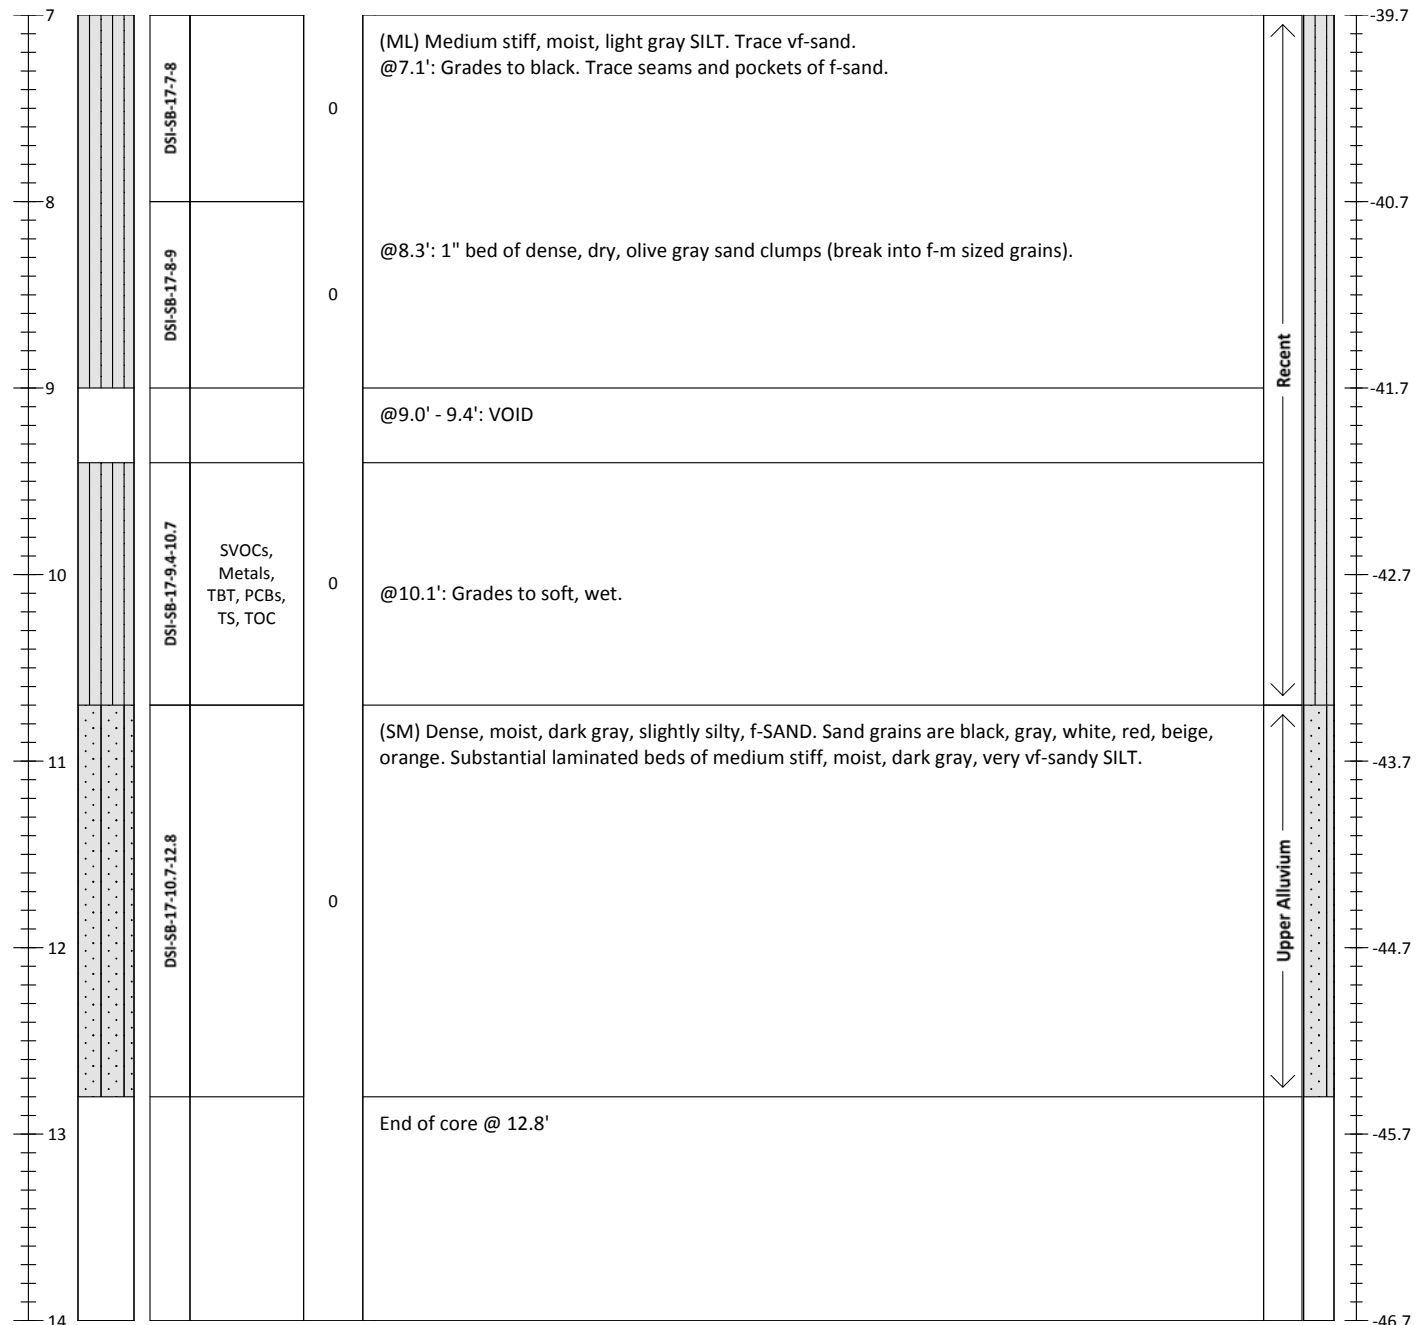 7
-39.7
(ML) Medium stiff, moist, light gray SILT. Trace vf-sand.
@7.1': Grades to black. Trace seams and pockets of f-sand.
DSI-SB-17-7-8
0
8
-40.7
@8.3': 1" bed of dense, dry, olive gray sand clumps (break into f-m sized grains).
DSI-SB-17-8-9
0
Recent
9
-41.7
@9.0' - 9.4': VOID
DSI-SB-17-9.4-10.7
SVOCs,
Metals,
TBT, PCBs,
TS, TOC
0
10
-42.7
@10.1': Grades to soft, wet.
(SM) Dense, moist, dark gray, slightly silty, f-SAND. Sand grains are black, gray, white, red, beige,
orange. Substantial laminated beds of medium stiff, moist, dark gray, very vf-sandy SILT.
11
-43.7
DSI-SB-17-10.7-12.8
0
Upper Alluvium
12
-44.7
End of core @ 12.8'
13
-45.7
14
-46.7